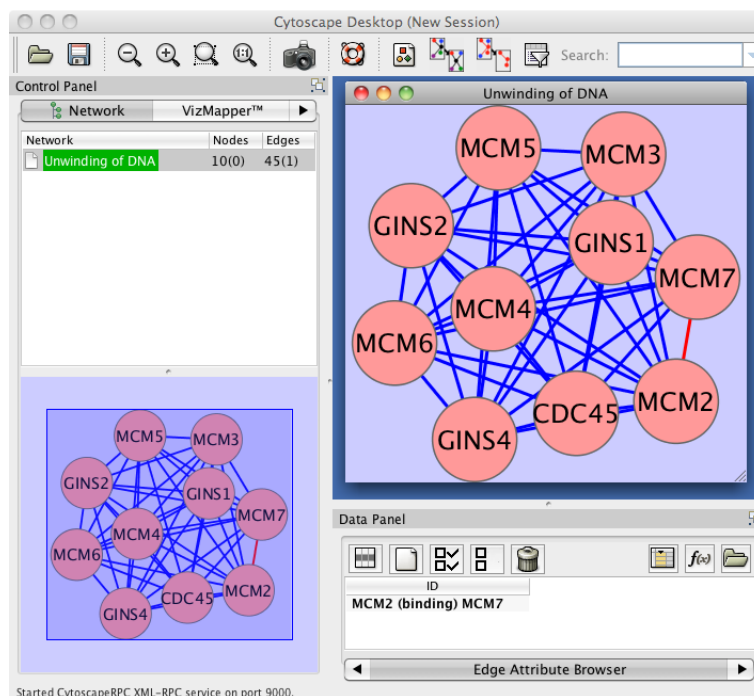 Cytoscape Desktop (New Session)
1:1
Search:
Control Panel
Network VizMapper™
Network Nodes Edges
Unwinding of DNA 10(0) 45(1)
Unwinding of DNA
MCM5
MCM3
GINS2
GINS1
MCM7
MCM4
MCM6
MCM2
CDC45
GINS4
MCM5
MCM3
GINS2
GINS1
MCM7
MCM4
MCM6
MCM2
CDC45
GINS4
Data Panel
f(x)
ID
MCM2 (binding) MCM7
Edge Attribute Browser
Started CytoscapeRPC XML-RPC service on port 9000.